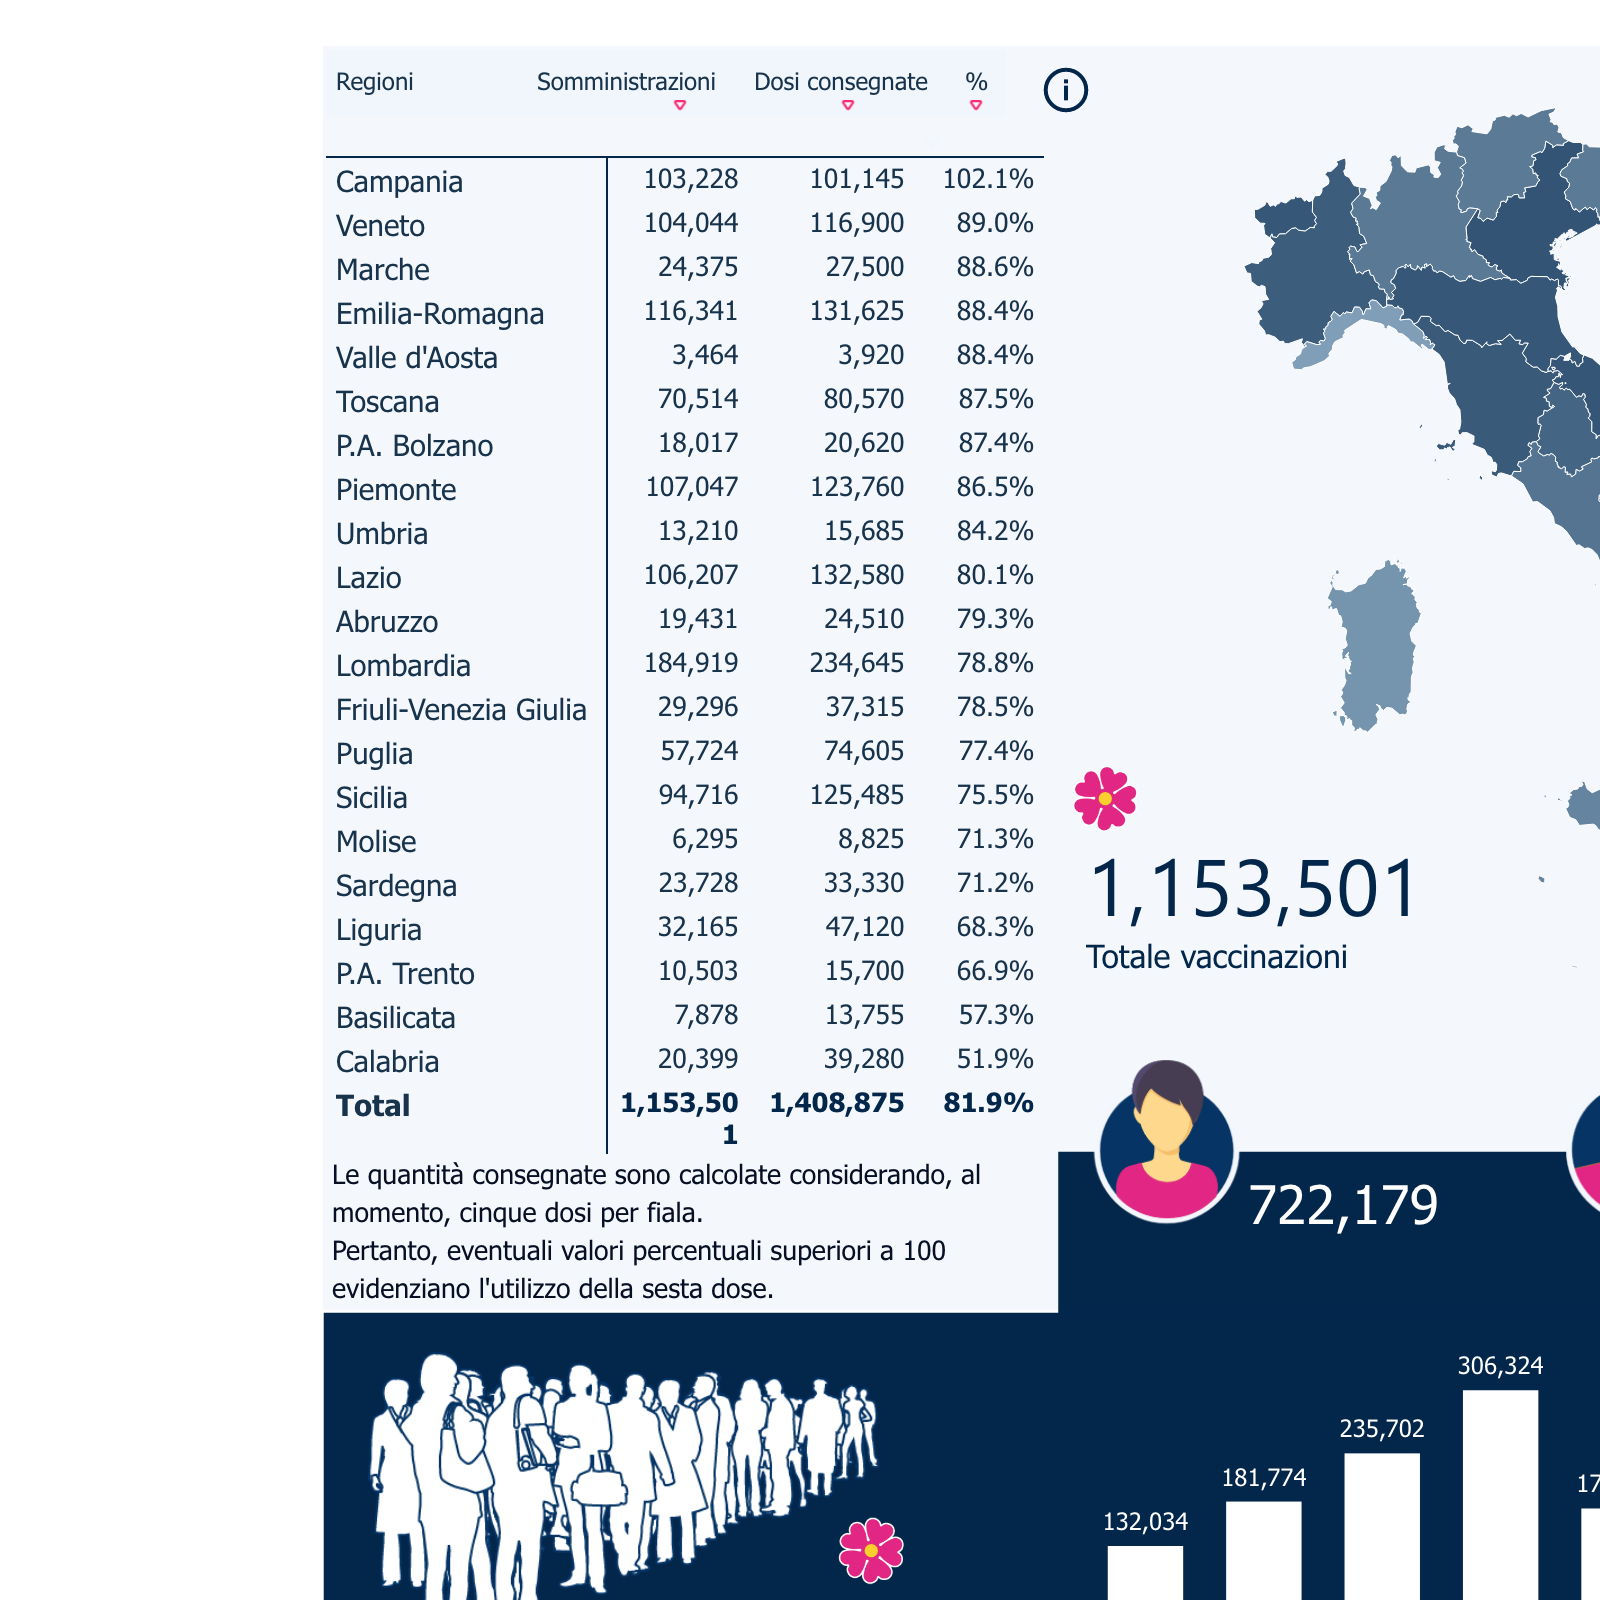 Regioni Somministrazioni Dosi consegnate %
i
Campania 103,228 101,145 102.1%
Veneto 104,044 116,900 89.0%
Marche 24,375 27,500 88.6%
Emilia-Romagna 116,341 131,625 88.4%
Valle d'Aosta 3,464 3,920 88.4%
Toscana 70,514 80,570 87.5%
P.A. Bolzano 18,017 20,620 87.4%
Piemonte 107,047 123,760 86.5%
Umbria 13,210 15,685 84.2%
Lazio 106,207 132,580 80.1%
Abruzzo 19,431 24,510 79.3%
Lombardia 184,919 234,645 78.8%
Friuli-Venezia Giulia 29,296 37,315 78.5%
Puglia 57,724 74,605 77.4%
Sicilia 94,716 125,485 75.5%
Molise 6,295 8,825 71.3%
Sardegna 23,728 33,330 71.2%
Liguria 32,165 47,120 68.3%
P.A. Trento 10,503 15,700 66.9%
Basilicata 7,878 13,755 57.3%
Calabria 20,399 39,280 51.9%
Total 1,153,50 1,408,875 81.9%
1
Le quantità consegnate sono calcolate considerando, al
momento, cinque dosi per fiala.
Pertanto, eventuali valori percentuali superiori a 100
evidenziano l'utilizzo della sesta dose.
1,153,501
Totale vaccinazioni
722,179
306,324
235,702
181,774
132,034